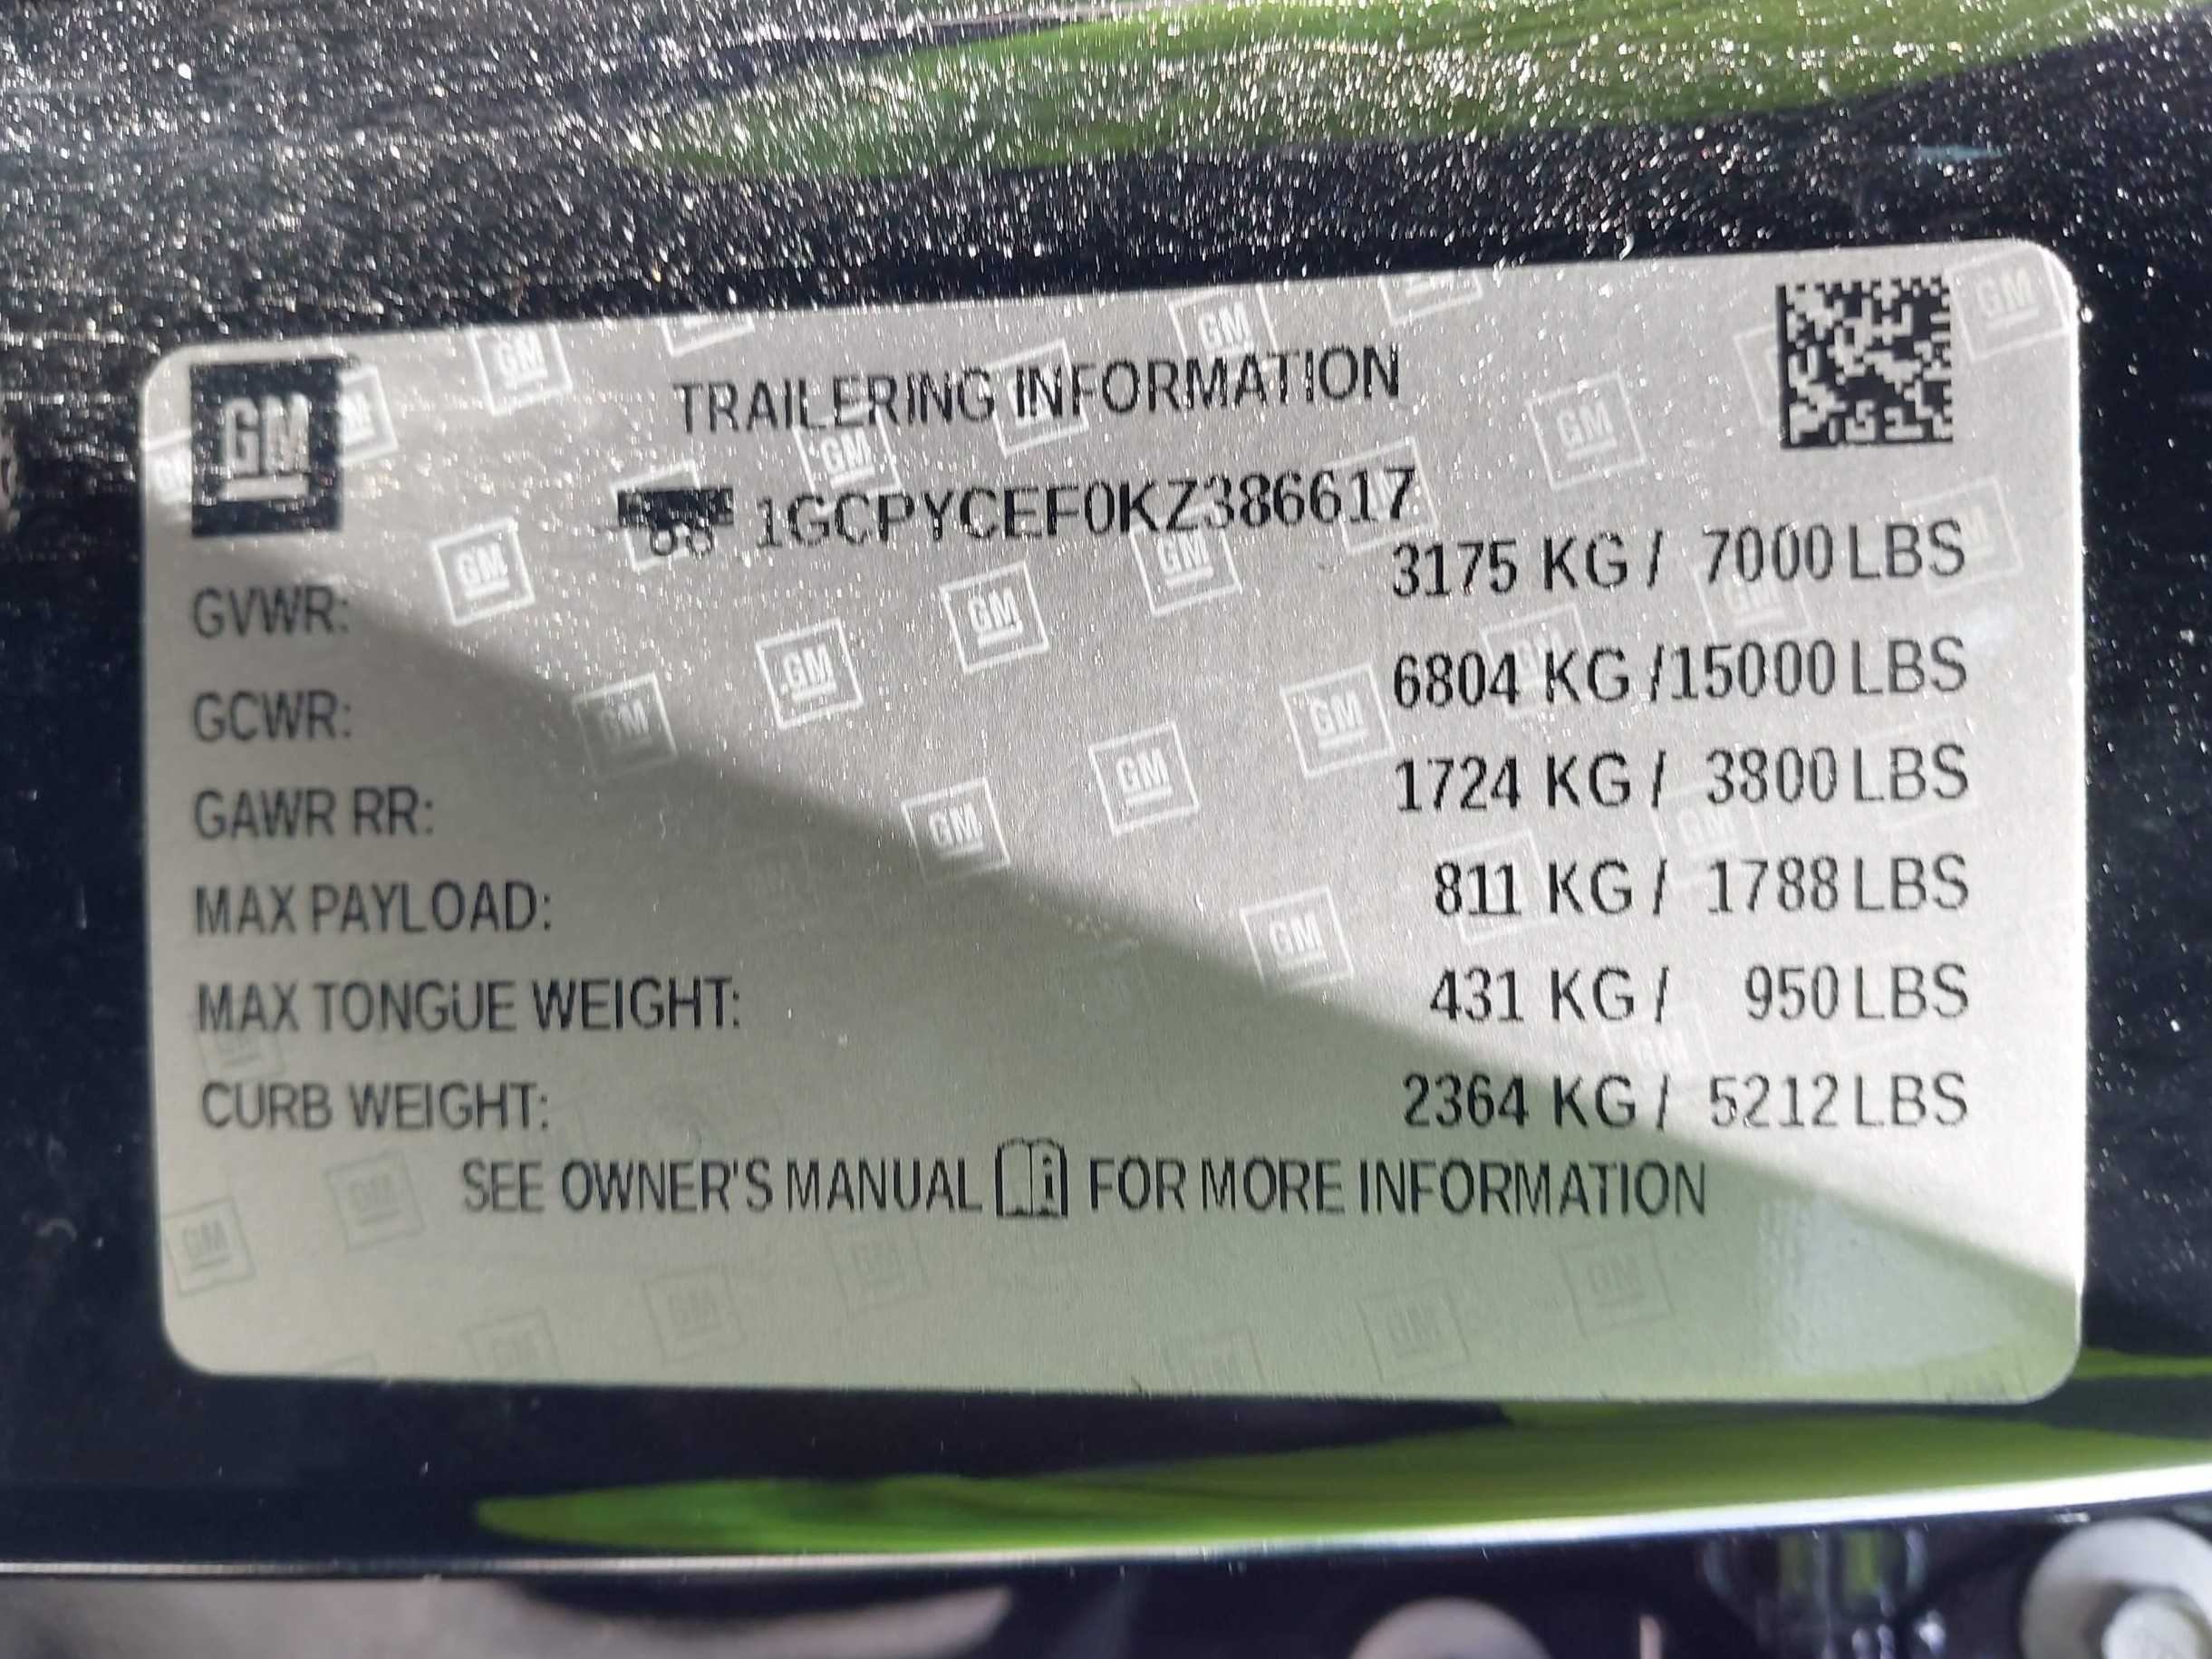 GM
TRAILERING INFORMATION
1GCPYCEF0KZ386617
GVWR: 3175 KG / 7000 LBS
GCWR: 6804 KG /15000 LBS
GAWR RR: 1724 KG / 3800 LBS
MAX PAYLOAD: 811 KG / 1788 LBS
MAX TONGUE WEIGHT: 431 KG / 950 LBS
CURB WEIGHT: 2364 KG / 5212 LBS
SEE OWNER'S MANUAL i FOR MORE INFORMATION